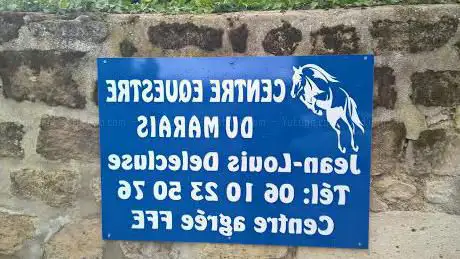 CENTRE EQUESTRE
DU MARAIS
Jean-Louis Delecluse
Tél: 06 10 23 50 76
Centre agrée FFE